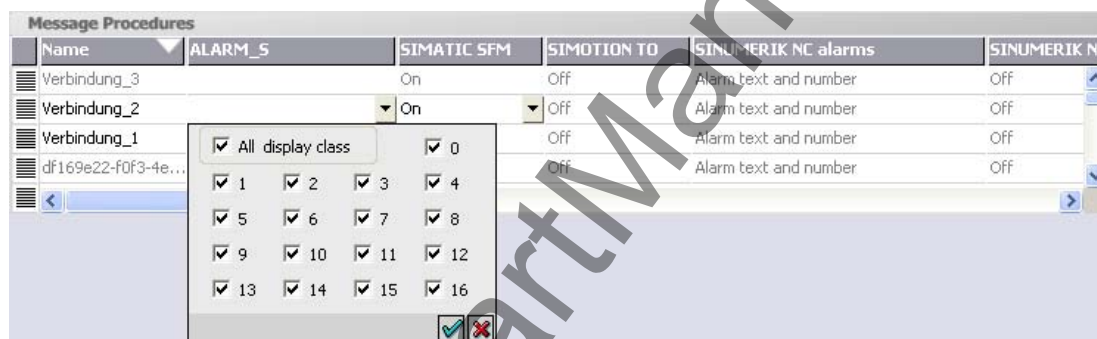 Message Procedures
Name ALARM_S SIMATIC SFM SIMOTION TO SINUMERIK NC alarms SINUMERIK N
Verbindung_3 On Off Alarm text and number Off
Verbindung_2 On Off Alarm text and number Off
Verbindung_1 Off Alarm text and number Off
df169e22-f0f3-4e... Off Alarm text and number Off
All display class 0
1 2 3 4
5 6 7 8
9 10 11 12
13 14 15 16